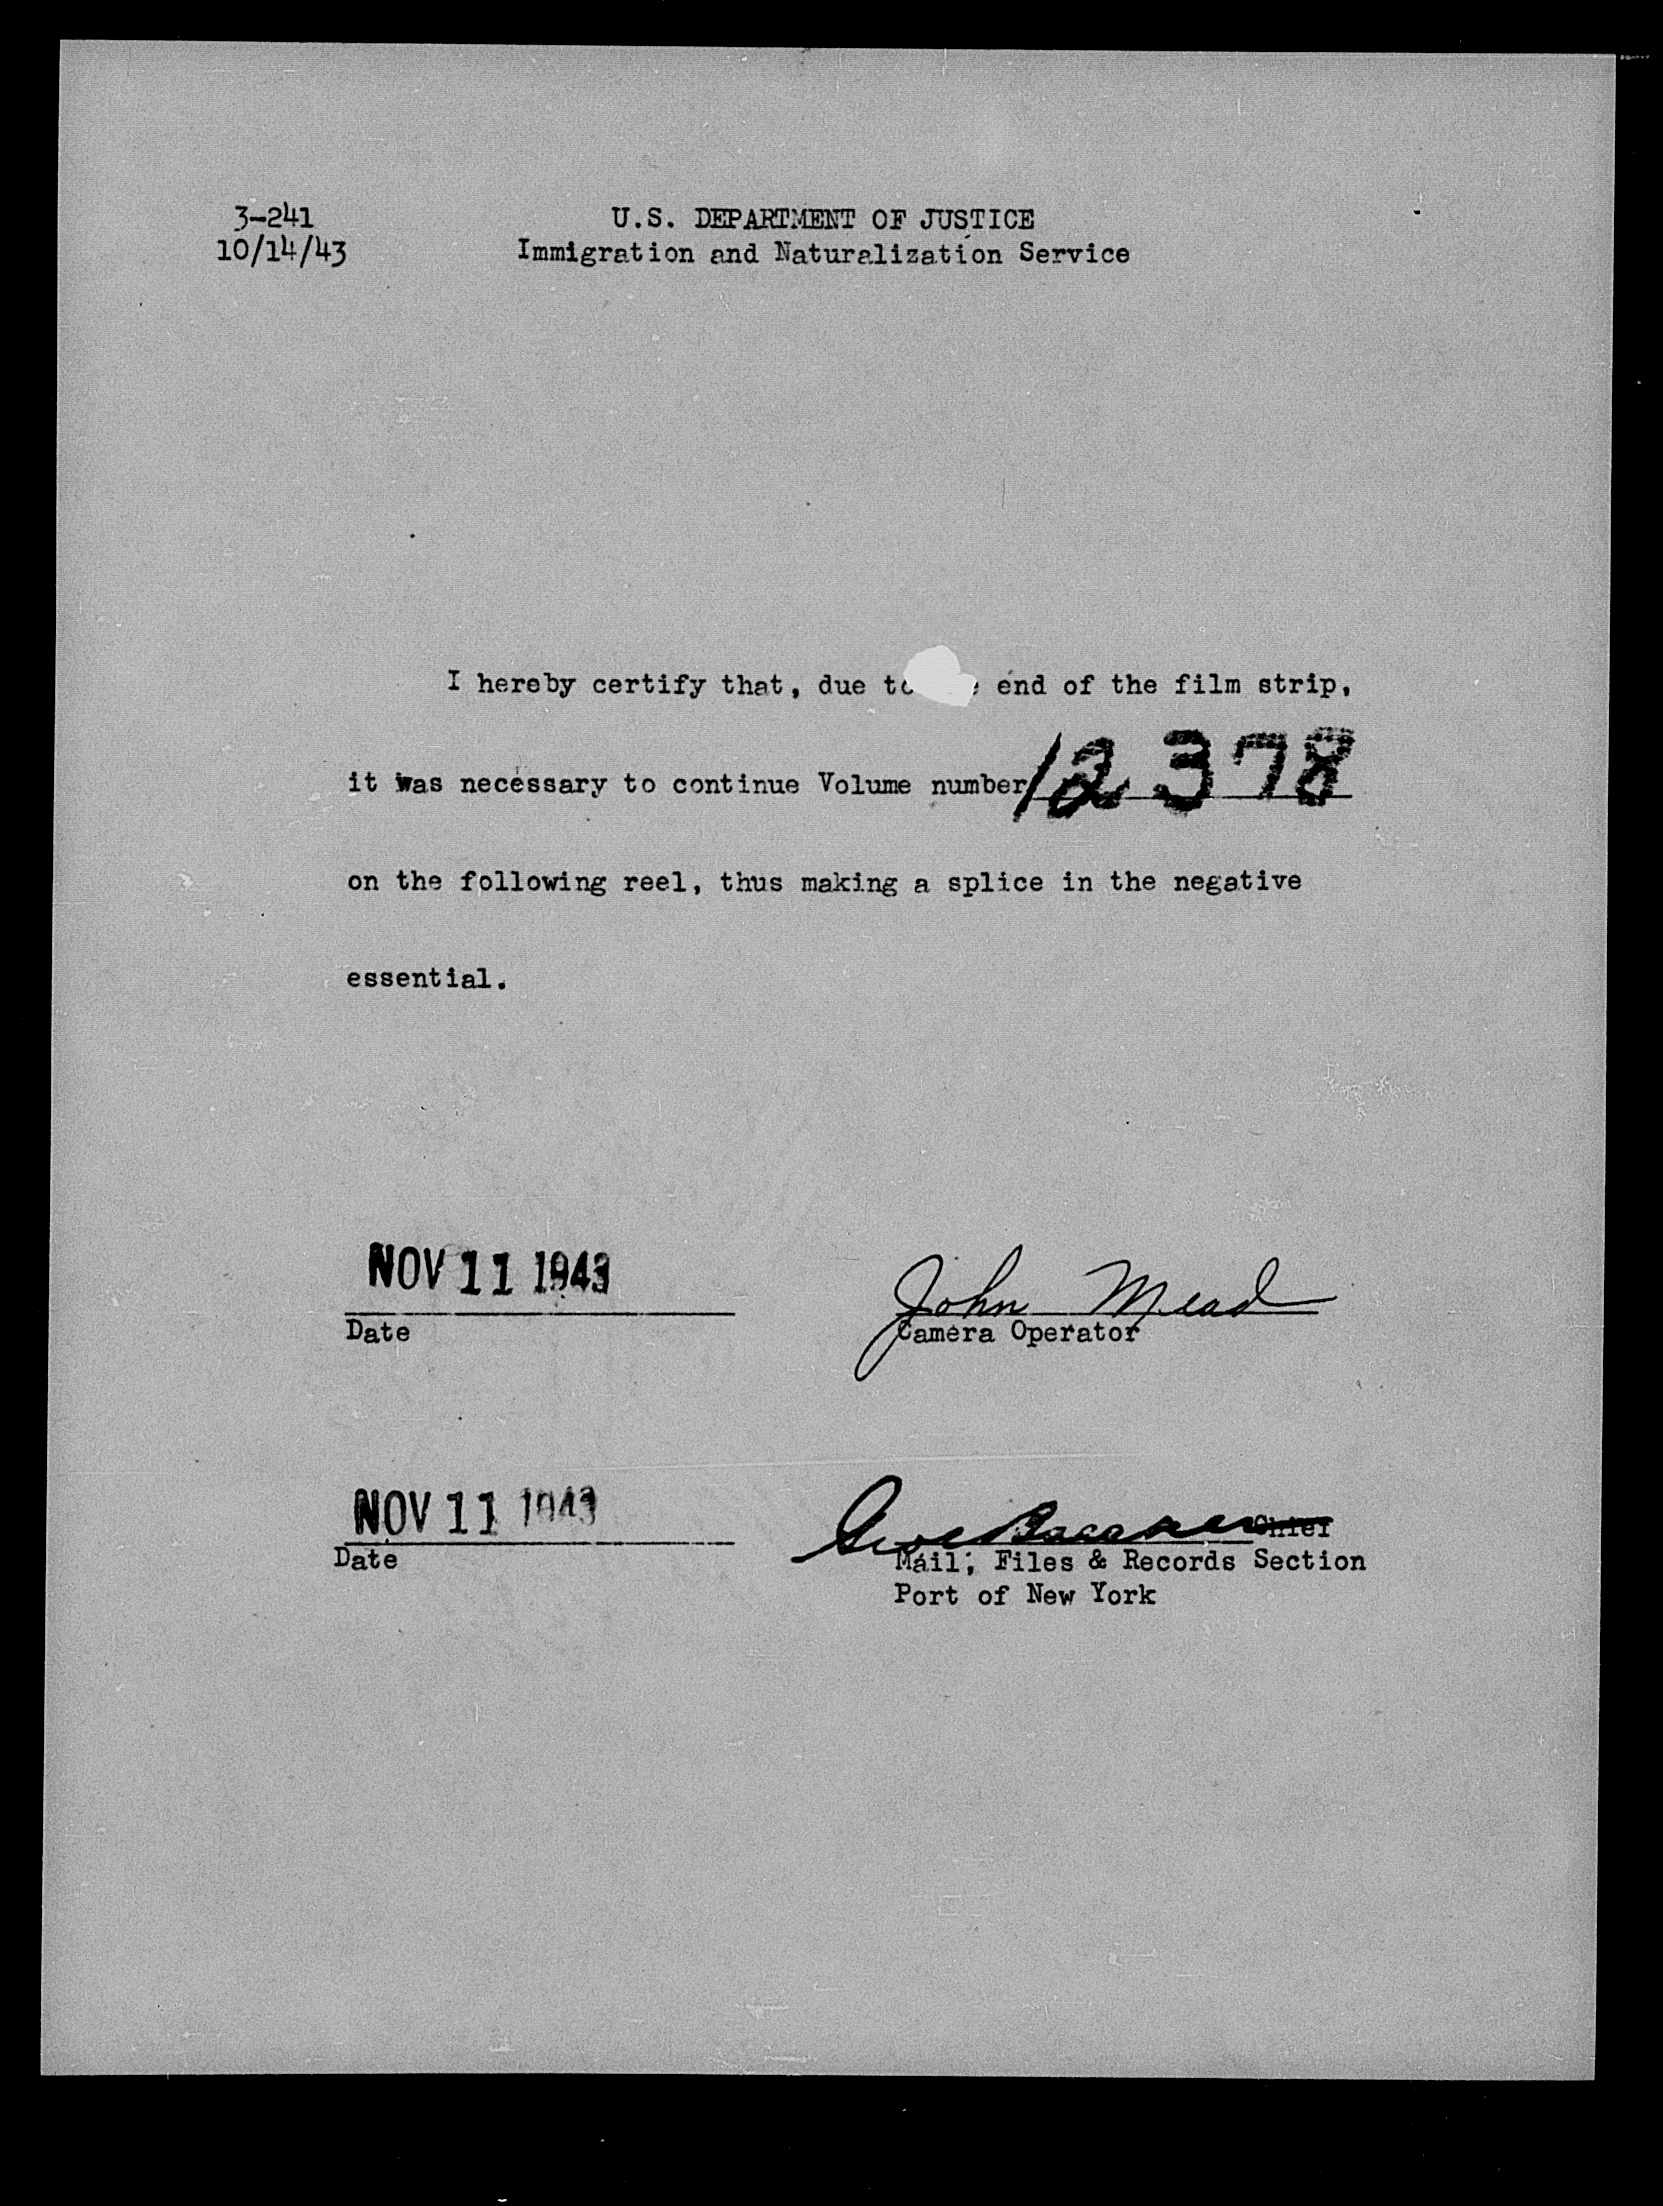 3-241
10/14/43
U.S. DEPARTMENT OF JUSTICE
Immigration and Naturalization Service
I hereby certify that, due to end of the film strip,
it was necessary to continue Volume number 12378
on the following reel, thus making a splice in the negative
essential.
NOV 11 1943
Date
John Mead
Camera Operator
NOV 11 1943
Date
Chief
Mail, Files & Records Section
Port of New York